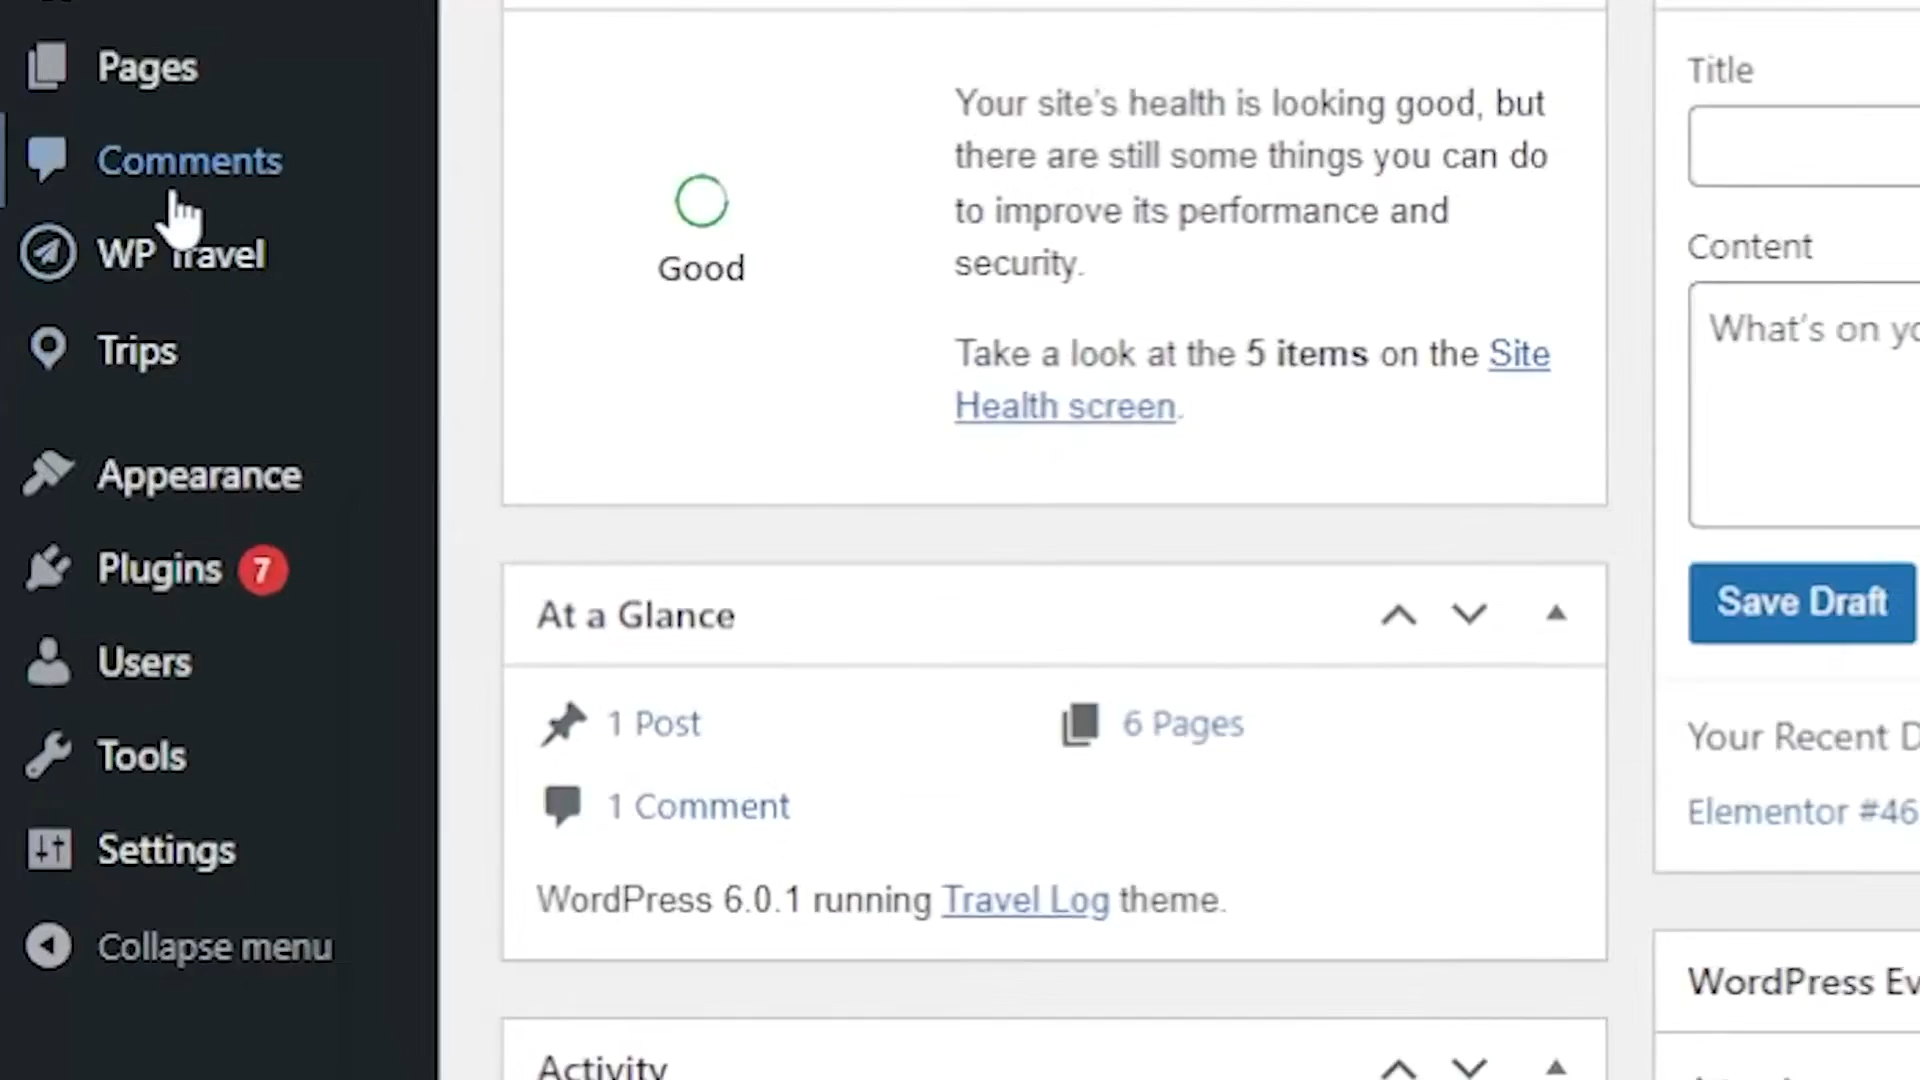 Pages
Comments
WP Travel
Trips
Appearance
Plugins 7
Users
Tools
Settings
Collapse menu
Good
Your site's health is looking good, but
there are still some things you can do
to improve its performance and
security.
Take a look at the 5 items on the Site
Health screen.
At a Glance
1 Post
6 Pages
1 Comment
WordPress 6.0.1 running Travel Log theme.
Activity
Title
Content
What's on yo
Save Draft
Your Recent D
Elementor #46
WordPress Ev